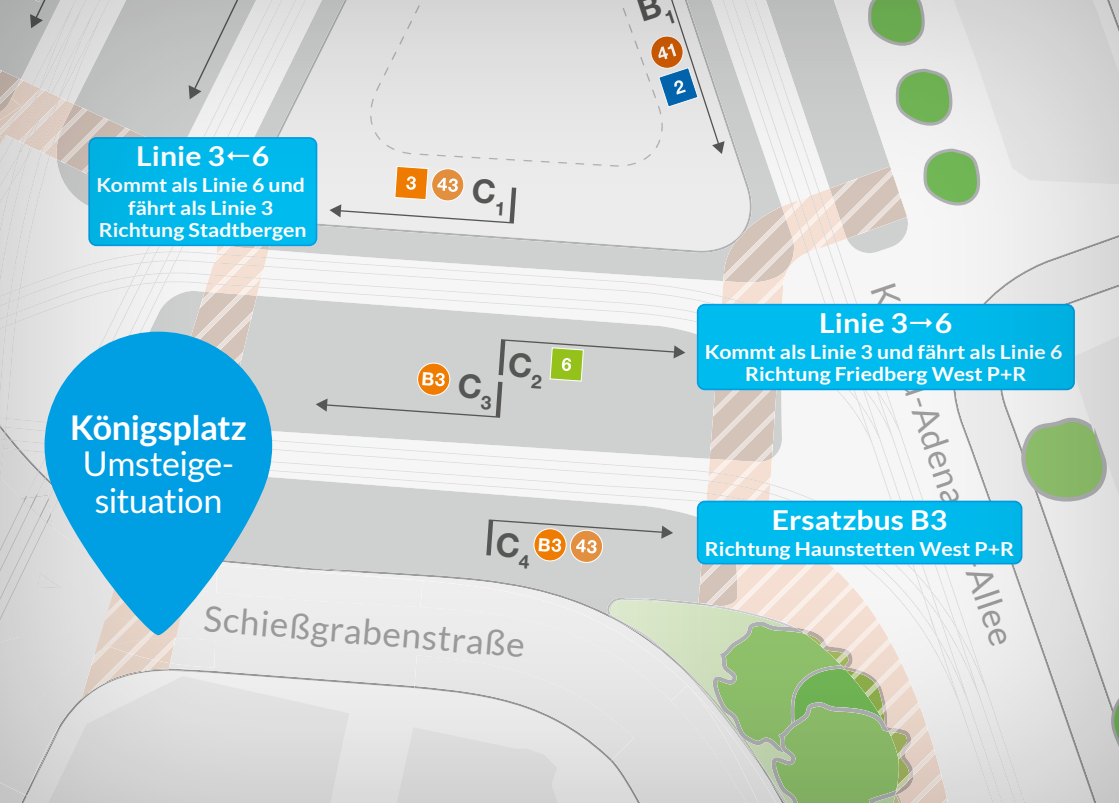 B1
41
2
Linie 3←6
Kommt als Linie 6 und
fährt als Linie 3
Richtung Stadtbergen
3 43 C1
Linie 3→6
Kommt als Linie 3 und fährt als Linie 6
Richtung Friedberg West P+R
C2 6
B3 C3
Königsplatz
Umsteige-
situation
Ersatzbus B3
Richtung Haunstetten West P+R
C4 B3 43
Schießgrabenstraße
-Adena
-Allee